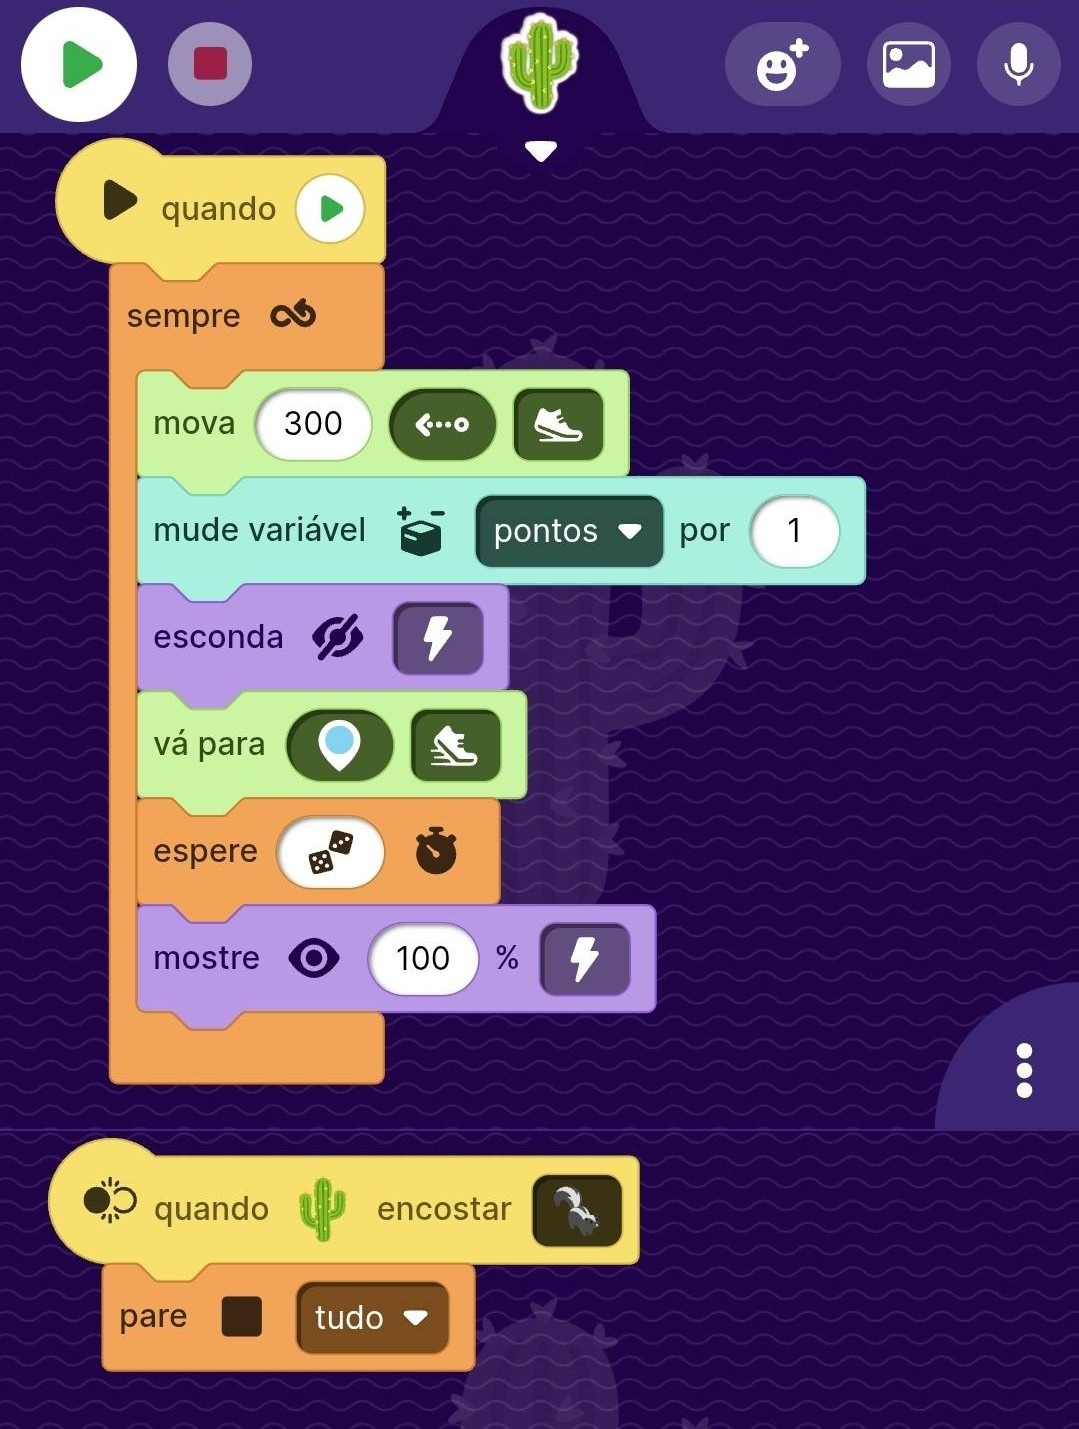 quando
sempre
mova 300
mude variável pontos por 1
esconda
vá para
espere
mostre 100 %
quando encostar
pare tudo